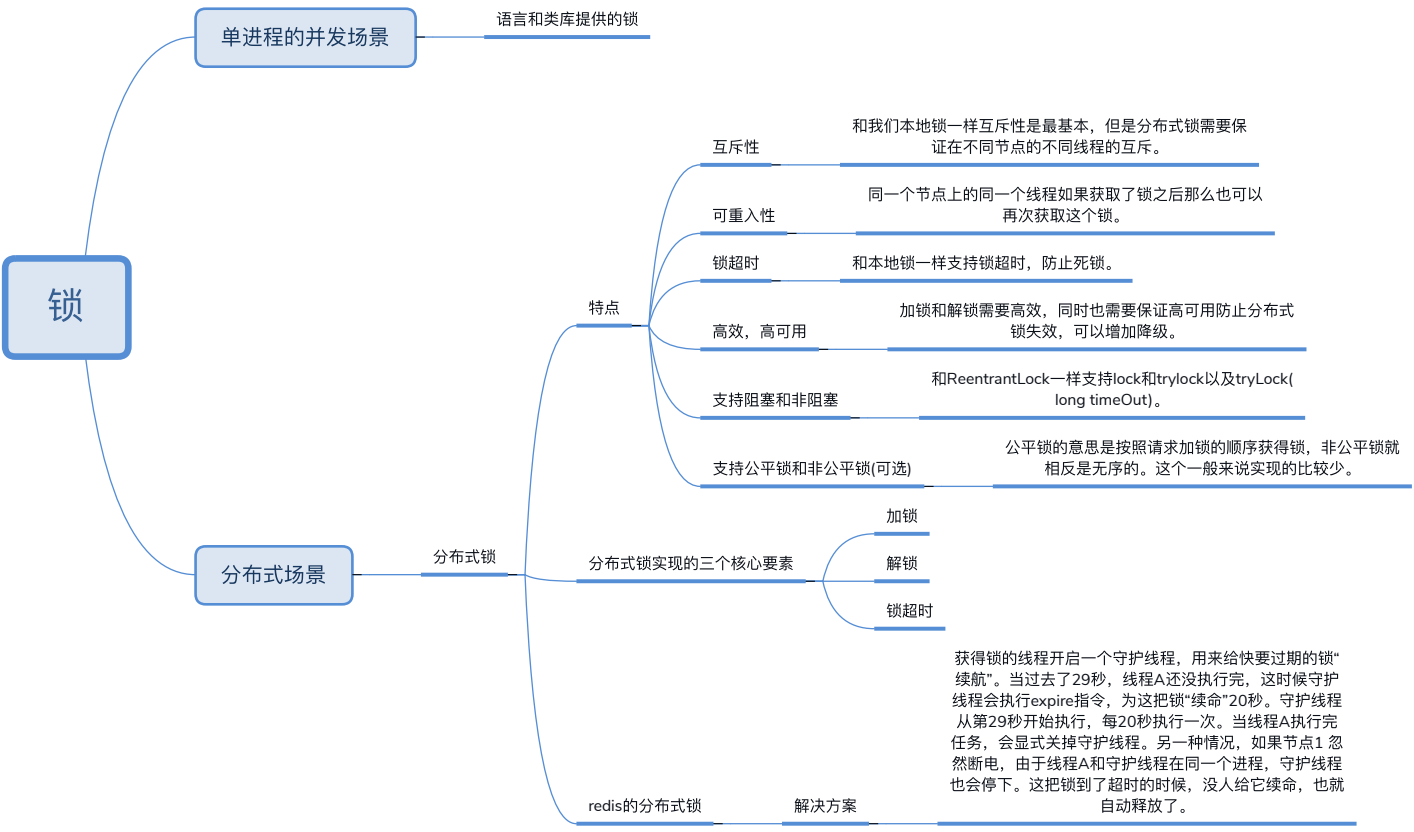 锁
单进程的并发场景
语言和类库提供的锁
分布式场景
分布式锁
特点
互斥性
和我们本地锁一样互斥性是最基本，但是分布式锁需要保
证在不同节点的不同线程的互斥。
可重入性
同一个节点上的同一个线程如果获取了锁之后那么也可以
再次获取这个锁。
锁超时
和本地锁一样支持锁超时，防止死锁。
高效，高可用
加锁和解锁需要高效，同时也需要保证高可用防止分布式
锁失效，可以增加降级。
支持阻塞和非阻塞
和ReentrantLock一样支持lock和trylock以及tryLock(
long timeOut)。
支持公平锁和非公平锁(可选)
公平锁的意思是按照请求加锁的顺序获得锁，非公平锁就
相反是无序的。这个一般来说实现的比较少。
分布式锁实现的三个核心要素
加锁
解锁
锁超时
redis的分布式锁
解决方案
获得锁的线程开启一个守护线程，用来给快要过期的锁“
续航”。当过去了29秒，线程A还没执行完，这时候守护
线程会执行expire指令，为这把锁“续命”20秒。守护线程
从第29秒开始执行，每20秒执行一次。当线程A执行完
任务，会显式关掉守护线程。另一种情况，如果节点1 忽
然断电，由于线程A和守护线程在同一个进程，守护线程
也会停下。这把锁到了超时的时候，没人给它续命，也就
自动释放了。